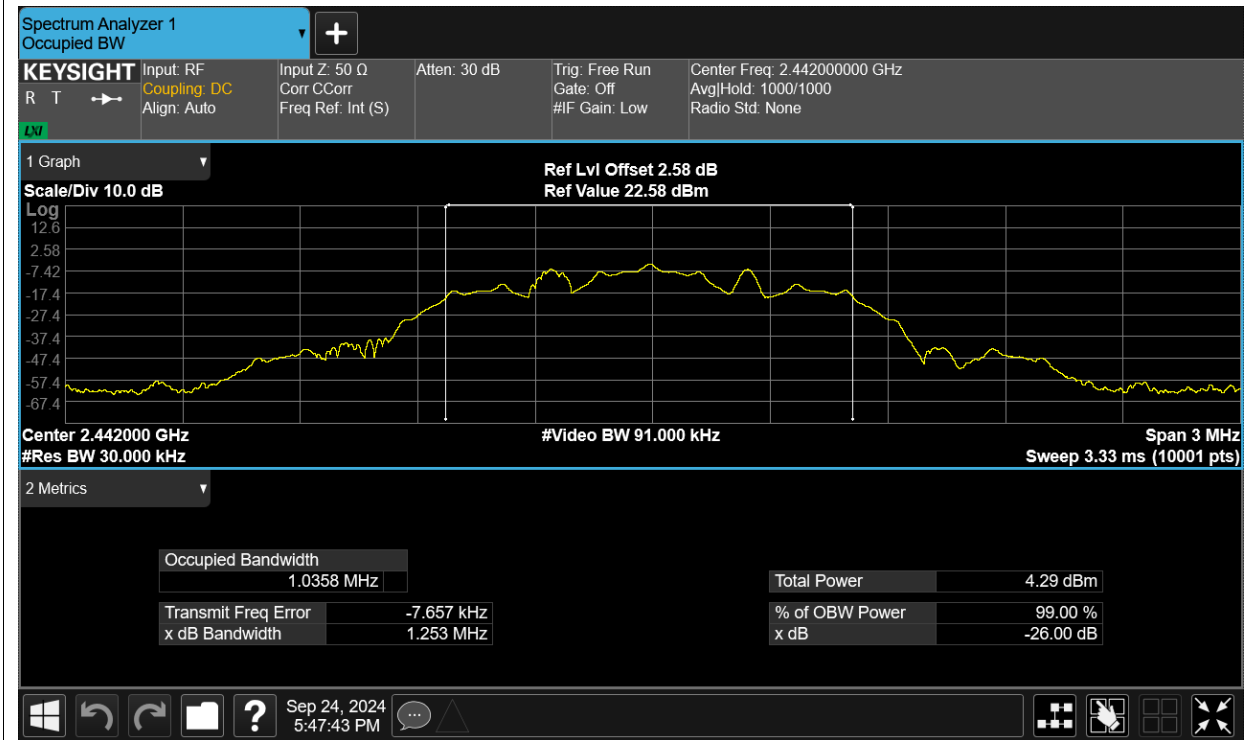 Spectrum Analyzer 1
Occupied BW
KEYSIGHT
R T
LXI
Input: RF
Coupling: DC
Align: Auto
Input Z: 50 Ω
Corr CCorr
Freq Ref: Int (S)
Atten: 30 dB
Trig: Free Run
Gate: Off
#IF Gain: Low
Center Freq: 2.442000000 GHz
Avg|Hold: 1000/1000
Radio Std: None
1 Graph
Scale/Div 10.0 dB
Ref Lvl Offset 2.58 dB
Ref Value 22.58 dBm
Log
12.6
2.58
-7.42
-17.4
-27.4
-37.4
-47.4
-57.4
-67.4
Center 2.442000 GHz
#Res BW 30.000 kHz
#Video BW 91.000 kHz
Span 3 MHz
Sweep 3.33 ms (10001 pts)
2 Metrics
Occupied Bandwidth
1.0358 MHz
Transmit Freq Error -7.657 kHz
x dB Bandwidth 1.253 MHz
Total Power 4.29 dBm
% of OBW Power 99.00 %
x dB -26.00 dB
?
Sep 24, 2024
5:47:43 PM